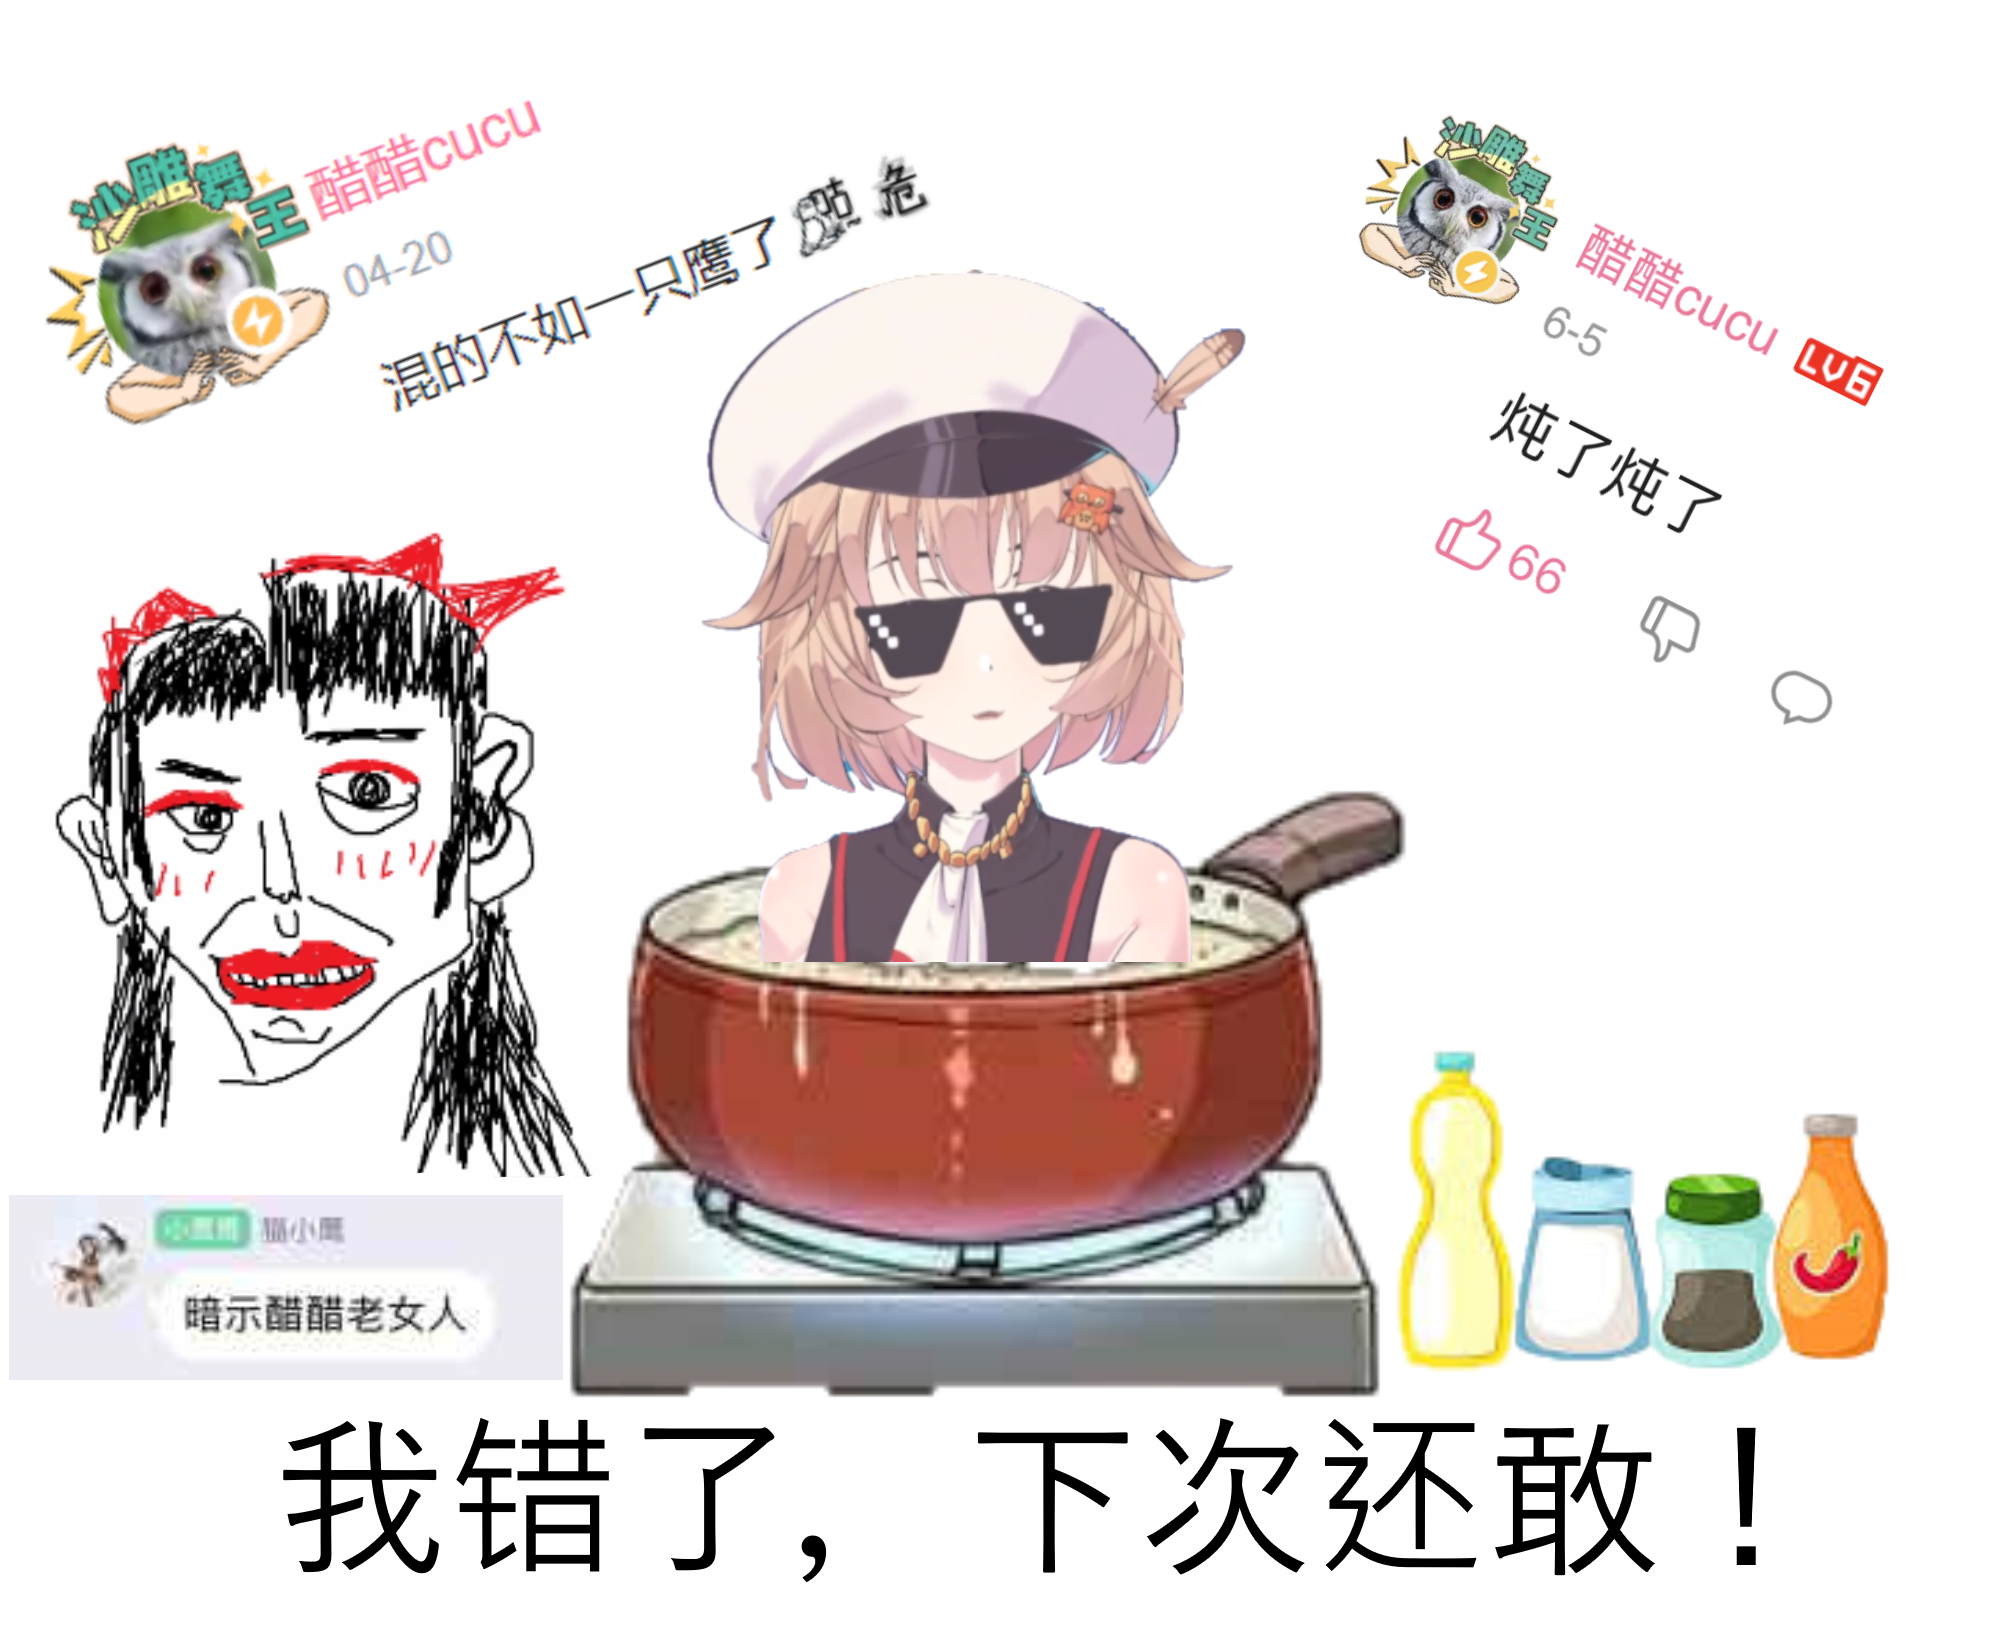 沙雕舞王
醋醋cucu
04-20
混的不如一只鹰了 咕 危
沙雕舞王
醋醋cucu LV6
6-5
炖了炖了
66
猫小鹰
暗示醋醋老女人
我错了，下次还敢！